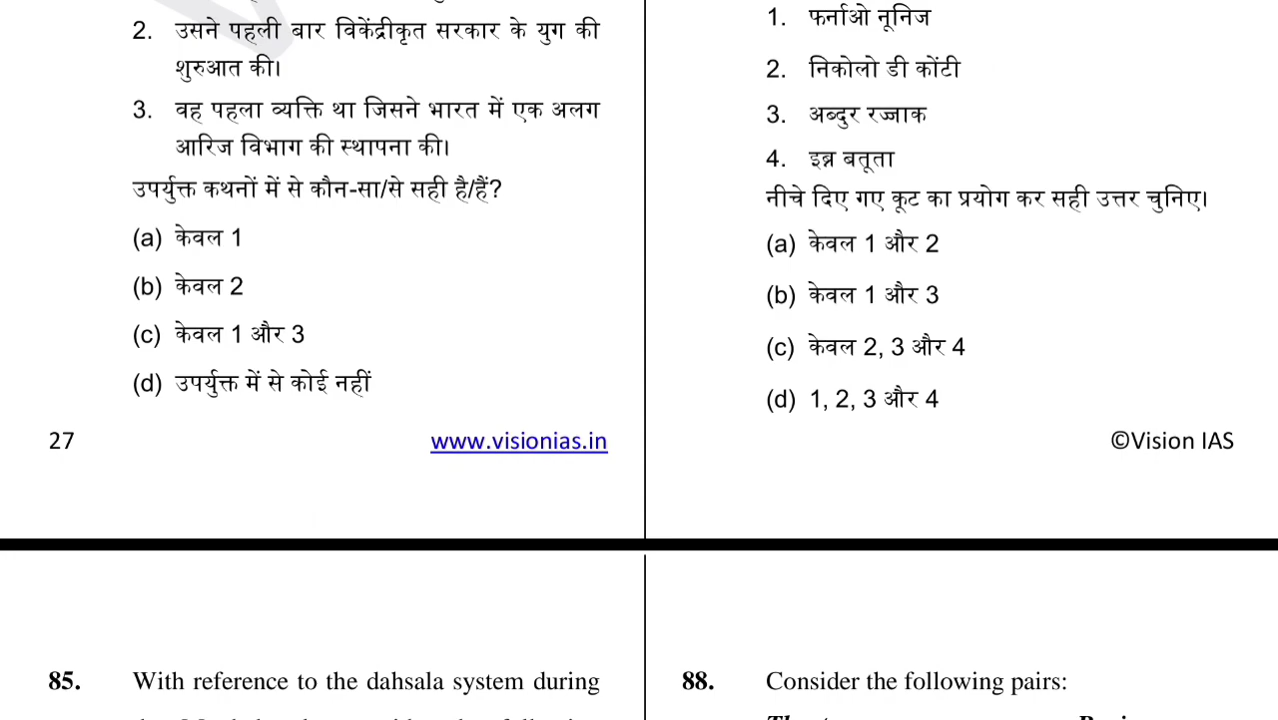 2. उसने पहली बार विकेंद्रीकृत सरकार के युग की
शुरुआत की।
3. वह पहला व्यक्ति था जिसने भारत में एक अलग
आरिज विभाग की स्थापना की।
उपर्युक्त कथनों में से कौन-सा/से सही है/हैं?
(a) केवल 1
(b) केवल 2
(c) केवल 1 और 3
(d) उपर्युक्त में से कोई नहीं
1. फर्नाओ नूनिज
2. निकोलो डी कोंटी
3. अब्दुर रज्जाक
4. इब्न बतूता
नीचे दिए गए कूट का प्रयोग कर सही उत्तर चुनिए।
(a) केवल 1 और 2
(b) केवल 1 और 3
(c) केवल 2, 3 और 4
(d) 1, 2, 3 और 4
27 www.visionias.in ©Vision IAS
85. With reference to the dahsala system during
88. Consider the following pairs: